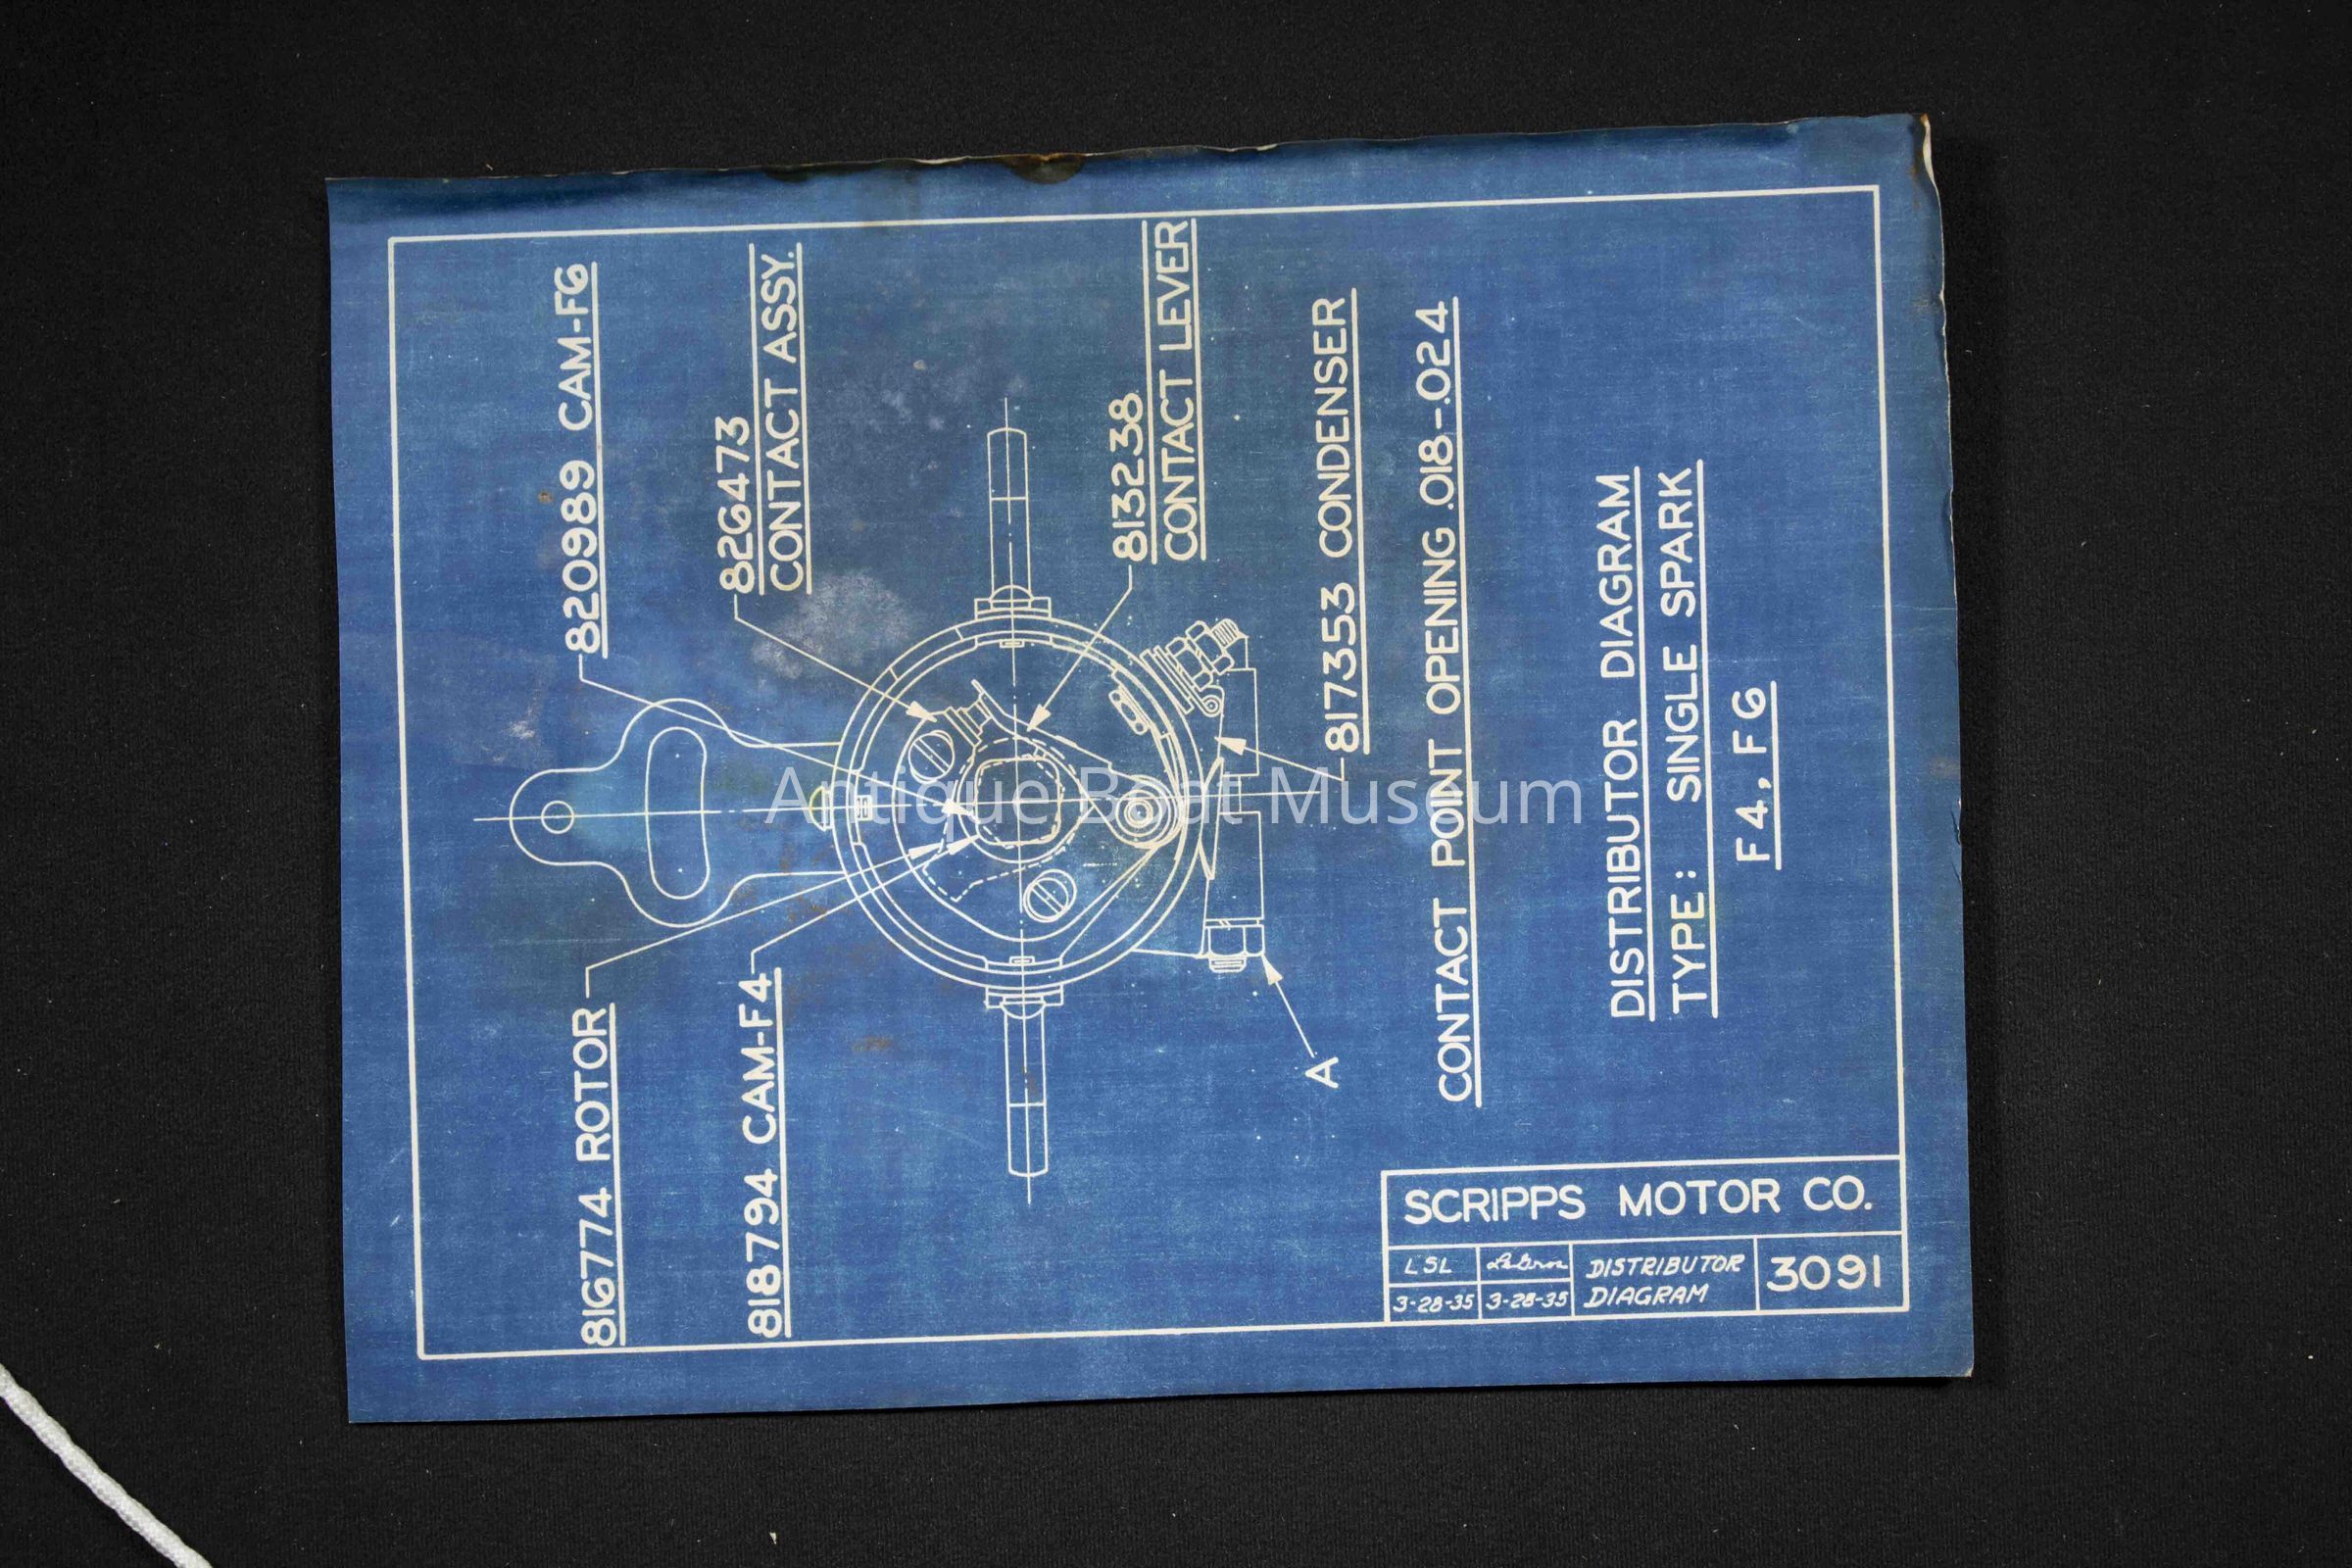 816774 ROTOR
820989 CAM-F6
818794 CAM-F4
826473
CONTACT ASSY.
813238
CONTACT LEVER
A
817353 CONDENSER
CONTACT POINT OPENING .018-.024
DISTRIBUTOR DIAGRAM
TYPE: SINGLE SPARK
F4, F6
SCRIPPS MOTOR CO.
LSL
3-28-35
3-28-35
DISTRIBUTOR
DIAGRAM
3091
Antique Boat Museum